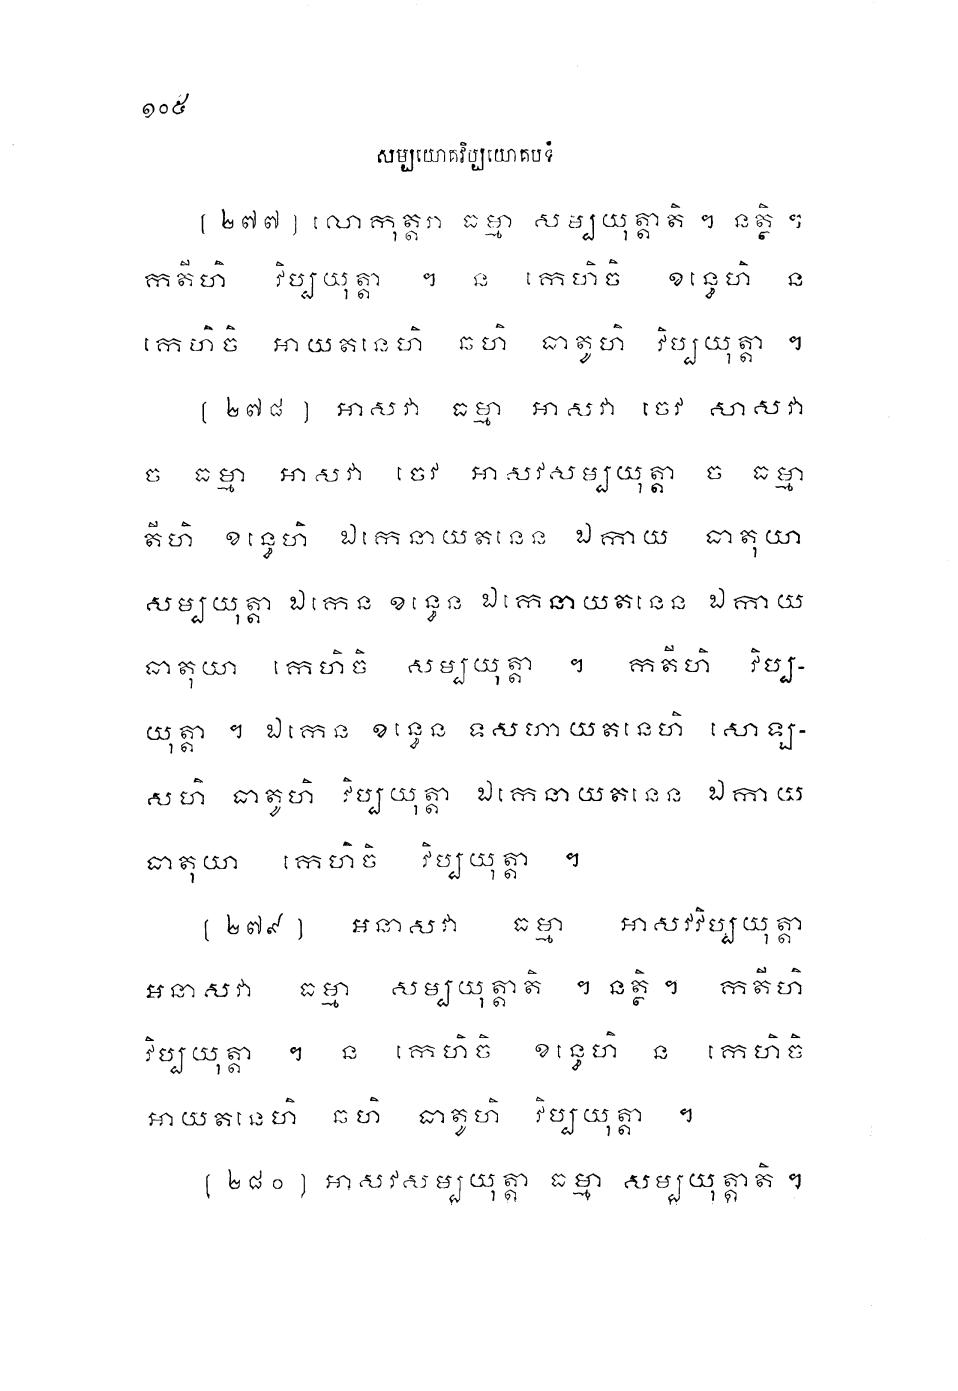 ១០៥
សម្បយោគវិប្បយោគបទំ
[ ២៧៧ ] លោកុត្តរា ធម្មា សម្បយុត្តាតិ ។ នត្ថិ ។
កតីហិ វិប្បយុត្តា ។ ន កេហិចិ ខន្ធេហិ ន
កេហិចិ អាយតនេហិ ឆហិ ធាតូហិ វិប្បយុត្តា ។
[ ២៧៨ ] អាសវា ធម្មា អាសវា ចេវ សាសវា
ច ធម្មា អាសវា ចេវ អាសវសម្បយុត្តា ច ធម្មា
តីហិ ខន្ធេហិ ឯកេនាយតនេន ឯកាយ ធាតុយា
សម្បយុត្តា ឯកេន ខន្ធេន ឯកេនាយតនេន ឯកាយ
ធាតុយា កេហិចិ សម្បយុត្តា ។ កតីហិ វិប្ប-
យុត្តា ។ ឯកេន ខន្ធេន ទសហាយតនេហិ សោឡ-
សហិ ធាតូហិ វិប្បយុត្តា ឯកេនាយតនេន ឯកាយ
ធាតុយា កេហិចិ វិប្បយុត្តា ។
[ ២៧៩ ] អនាសវា ធម្មា អាសវវិប្បយុត្តា
អនាសវា ធម្មា សម្បយុត្តាតិ ។ នត្ថិ ។ កតីហិ
វិប្បយុត្តា ។ ន កេហិចិ ខន្ធេហិ ន កេហិចិ
អាយតនេហិ ឆហិ ធាតូហិ វិប្បយុត្តា ។
[ ២៨០ ] អាសវសម្បយុត្តា ធម្មា សម្បយុត្តាតិ ។